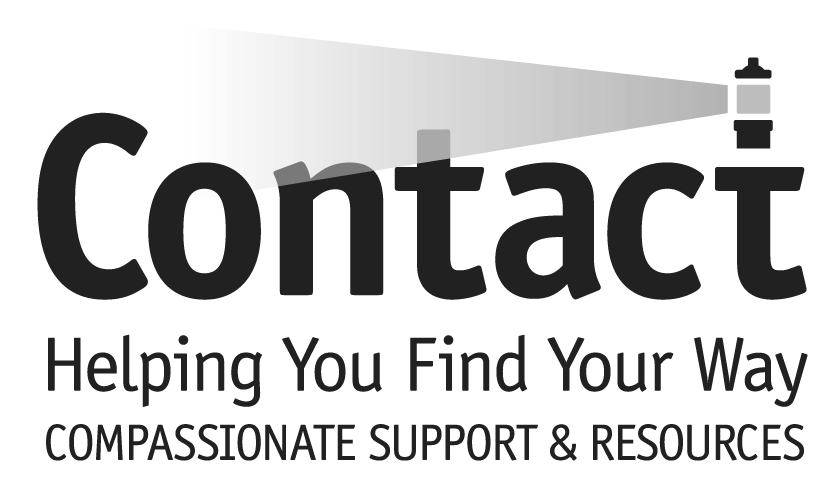 Contact
Helping You Find Your Way
COMPASSIONATE SUPPORT & RESOURCES